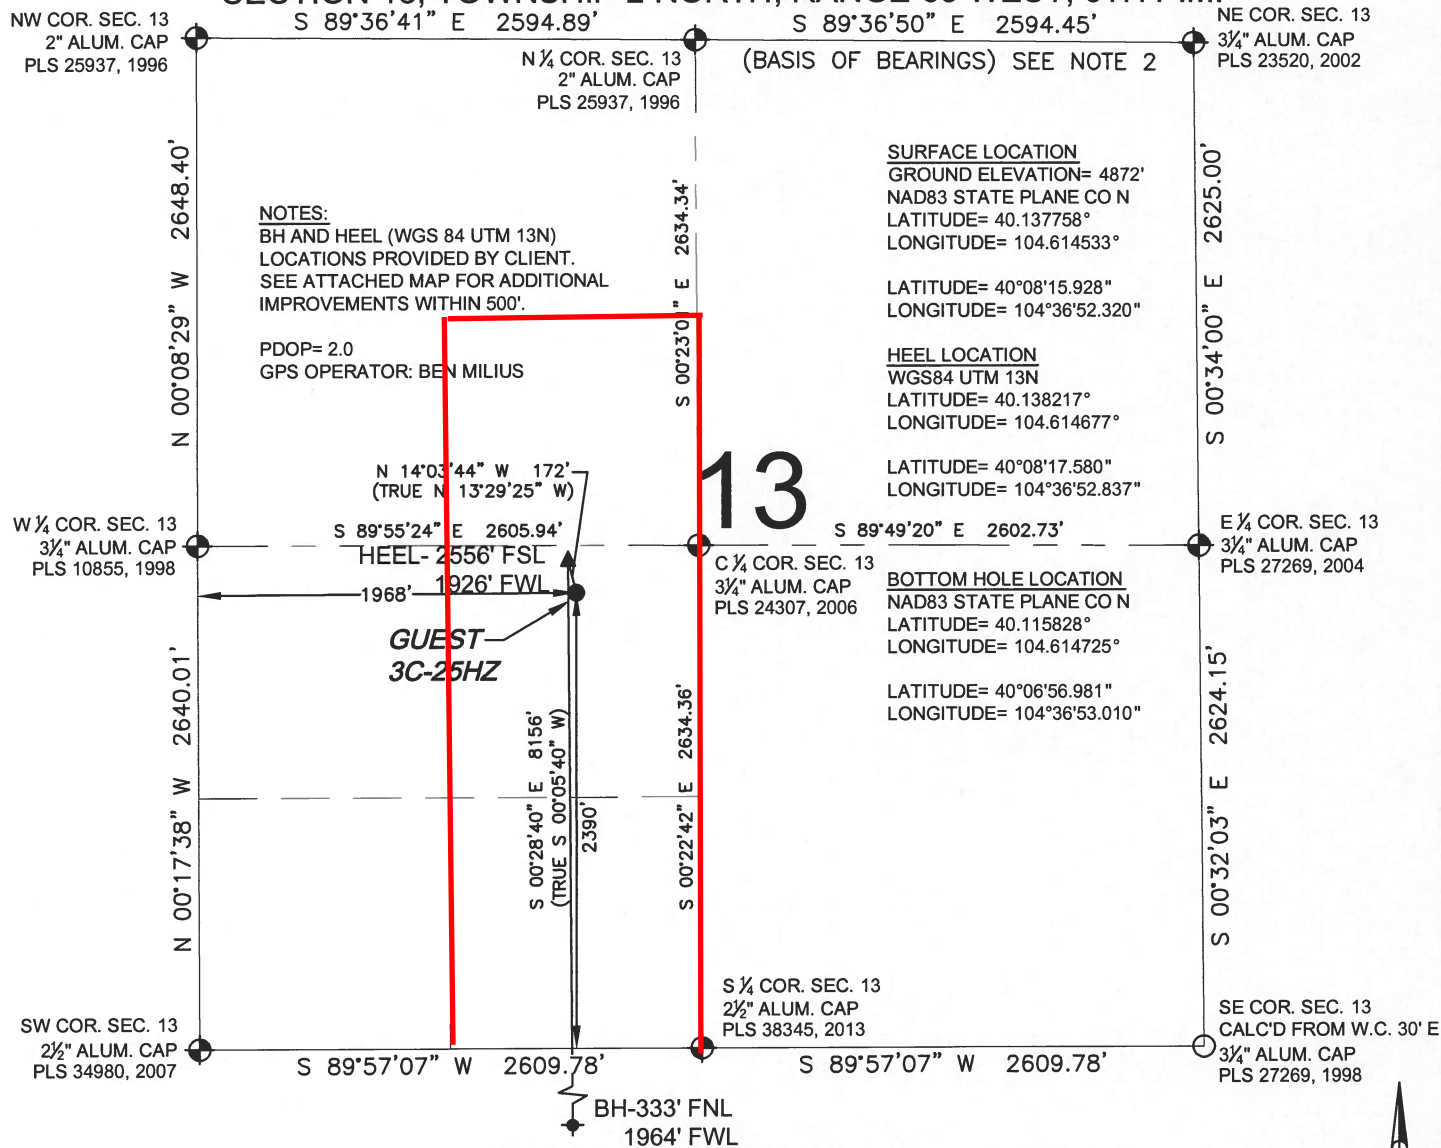 SECTION 13, TOWNSHIP 2 NORTH, RANGE 65 WEST, 6TH P.M.
NW COR. SEC. 13
2" ALUM. CAP
PLS 25937, 1996
S 89°36'41" E 2594.89'
N ¼ COR. SEC. 13
2" ALUM. CAP
PLS 25937, 1996
S 89°36'50" E 2594.45'
(BASIS OF BEARINGS) SEE NOTE 2
NE COR. SEC. 13
3¼" ALUM. CAP
PLS 23520, 2002
N 00°08'29" W 2648.40'
NOTES:
BH AND HEEL (WGS 84 UTM 13N)
LOCATIONS PROVIDED BY CLIENT.
SEE ATTACHED MAP FOR ADDITIONAL
IMPROVEMENTS WITHIN 500'.
PDOP= 2.0
GPS OPERATOR: BEN MILIUS
S 00°23'01" E 2634.34'
SURFACE LOCATION
GROUND ELEVATION= 4872'
NAD83 STATE PLANE CO N
LATITUDE= 40.137758°
LONGITUDE= 104.614533°
LATITUDE= 40°08'15.928"
LONGITUDE= 104°36'52.320"
HEEL LOCATION
WGS84 UTM 13N
LATITUDE= 40.138217°
LONGITUDE= 104.614677°
LATITUDE= 40°08'17.580"
LONGITUDE= 104°36'52.837"
S 00°34'00" E 2625.00'
N 14°03'44" W 172'
(TRUE N 13°29'25" W)
13
W ¼ COR. SEC. 13
3¼" ALUM. CAP
PLS 10855, 1998
S 89°55'24" E 2605.94'
HEEL- 2556' FSL
1926' FWL
1968'
GUEST
3C-25HZ
S 89°49'20" E 2602.73'
C ¼ COR. SEC. 13
3¼" ALUM. CAP
PLS 24307, 2006
E ¼ COR. SEC. 13
3¼" ALUM. CAP
PLS 27269, 2004
BOTTOM HOLE LOCATION
NAD83 STATE PLANE CO N
LATITUDE= 40.115828°
LONGITUDE= 104.614725°
LATITUDE= 40°06'56.981"
LONGITUDE= 104°36'53.010"
N 00°17'38" W 2640.01'
S 00°28'40" E 8156'
(TRUE S 00°05'40" W)
2390'
S 00°22'42" E 2634.36'
S 00°32'03" E 2624.15'
SW COR. SEC. 13
2½" ALUM. CAP
PLS 34980, 2007
S 89°57'07" W 2609.78'
S ¼ COR. SEC. 13
2½" ALUM. CAP
PLS 38345, 2013
S 89°57'07" W 2609.78'
SE COR. SEC. 13
CALC'D FROM W.C. 30' E
3¼" ALUM. CAP
PLS 27269, 1998
BH-333' FNL
1964' FWL